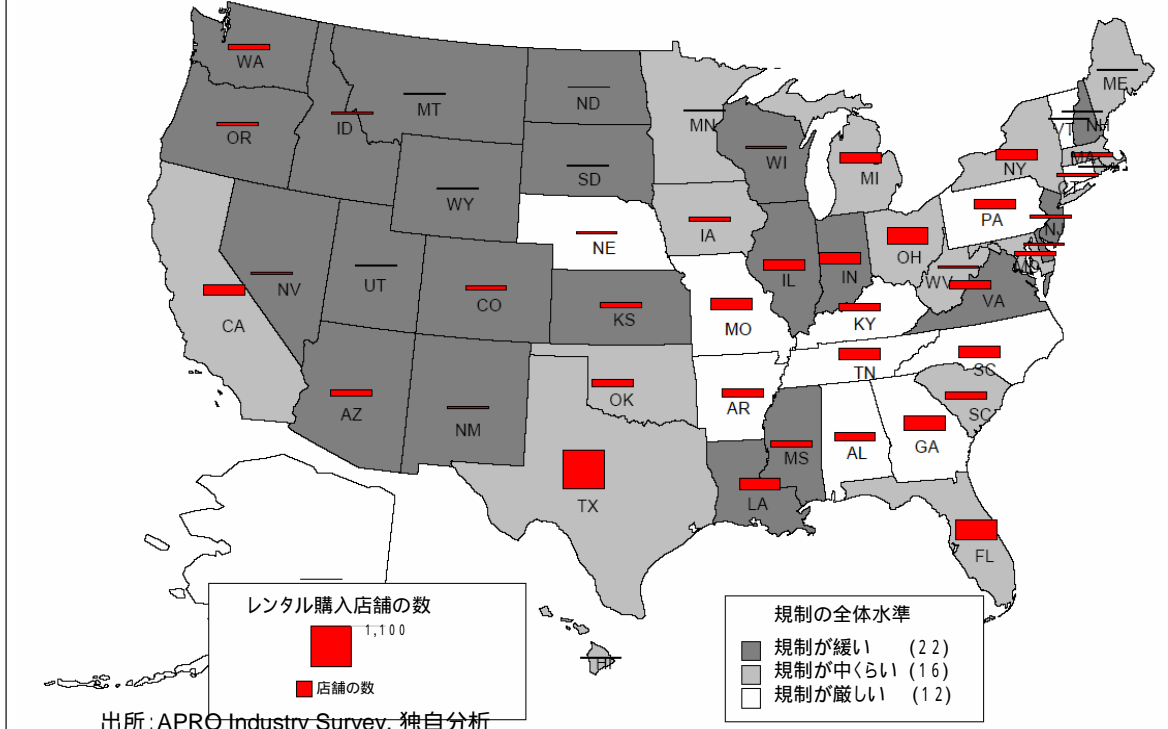 WA
ME
MT
ND
MN
VT
NH
ID
OR
WI
MA
NY
MI
SD
CT
WY
PA
NJ
IA
NE
OH
IN
IL
WV
UT
NV
VA
CO
KS
CA
KY
MO
SC
TN
OK
AR
AZ
SC
NM
GA
AL
MS
LA
TX
FL
レンタル購入店舗の数
1,100
店舗の数
規制の全体水準
規制が緩い (22)
規制が中くらい (16)
規制が厳しい (12)
HI
出所:APRO Industry Survey, 独自分析